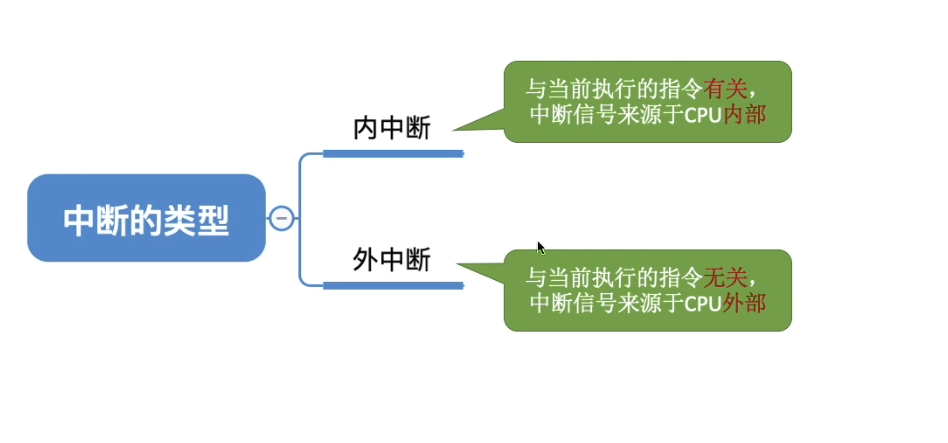 与当前执行的指令有关，
中断信号来源于CPU内部
内中断
中断的类型
外中断
与当前执行的指令无关，
中断信号来源于CPU外部